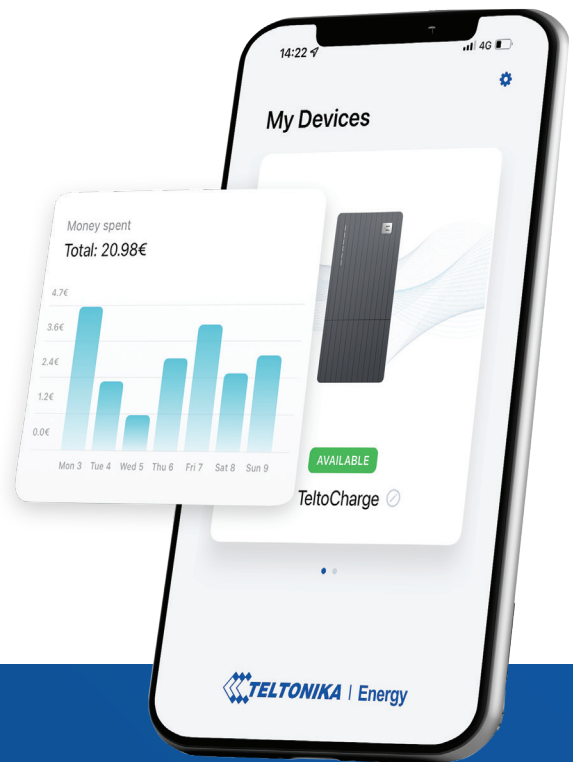 14:22
4G
My Devices
Money spent
Total: 20.98€
4.7€
3.6€
2.4€
1.2€
0.0€
Mon 3 Tue 4 Wed 5 Thu 6 Fri 7 Sat 8 Sun 9
AVAILABLE
TeltoCharge
TELTONIKA | Energy